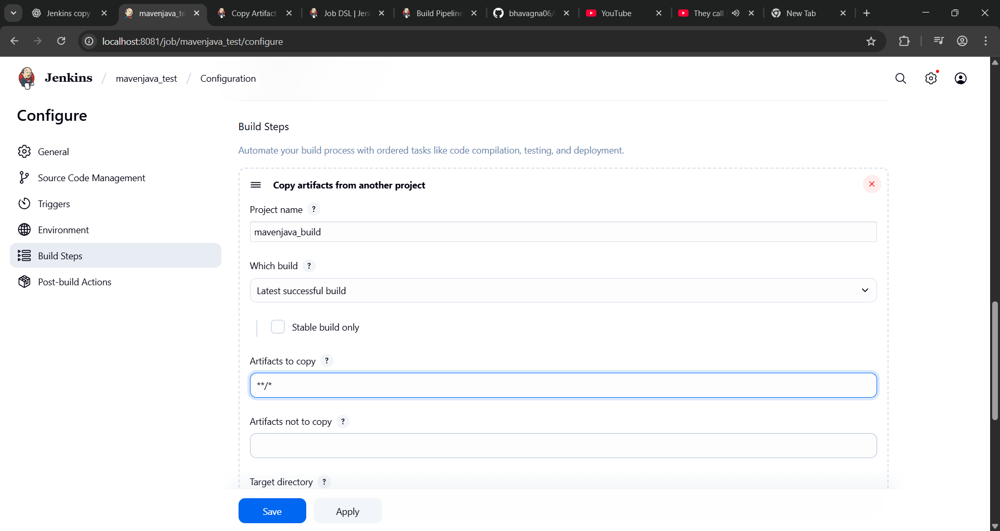 Jenkins copy
mavenjava_te
Copy Artifact
Job DSL | Jen
Build Pipeline
bhavagna06/
YouTube
They call
New Tab
localhost:8081/job/mavenjava_test/configure
Jenkins / mavenjava_test / Configuration
Configure
General
Source Code Management
Triggers
Environment
Build Steps
Post-build Actions
Build Steps
Automate your build process with ordered tasks like code compilation, testing, and deployment.
Copy artifacts from another project
Project name ?
mavenjava_build
Which build ?
Latest successful build
Stable build only
Artifacts to copy ?
**/*
Artifacts not to copy ?
Target directory ?
Save
Apply